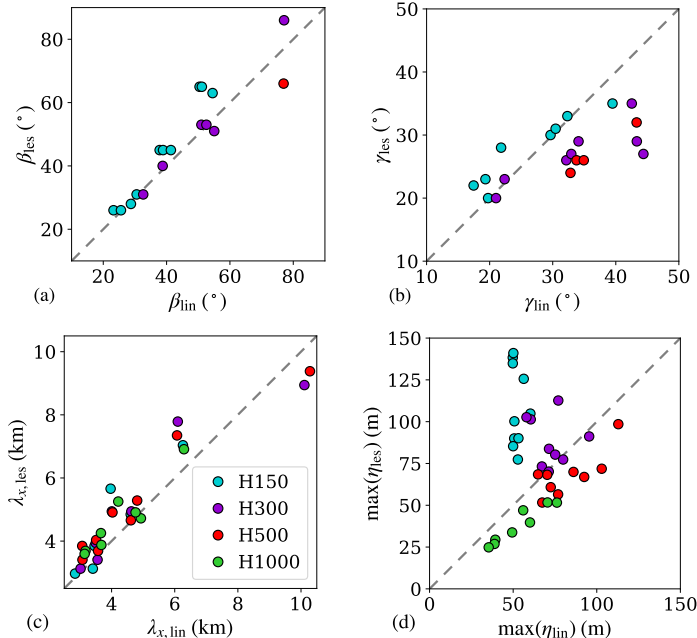 80
60
40
20
20 40 60 80
β_les (°)
β_lin (°)
(a)
50
40
30
20
10
10 20 30 40 50
γ_les (°)
γ_lin (°)
(b)
10
8
6
4
4 6 8 10
λ_x,les (km)
λ_x,lin (km)
H150
H300
H500
H1000
(c)
150
125
100
75
50
25
0
0 50 100 150
max(η_les) (m)
max(η_lin) (m)
(d)